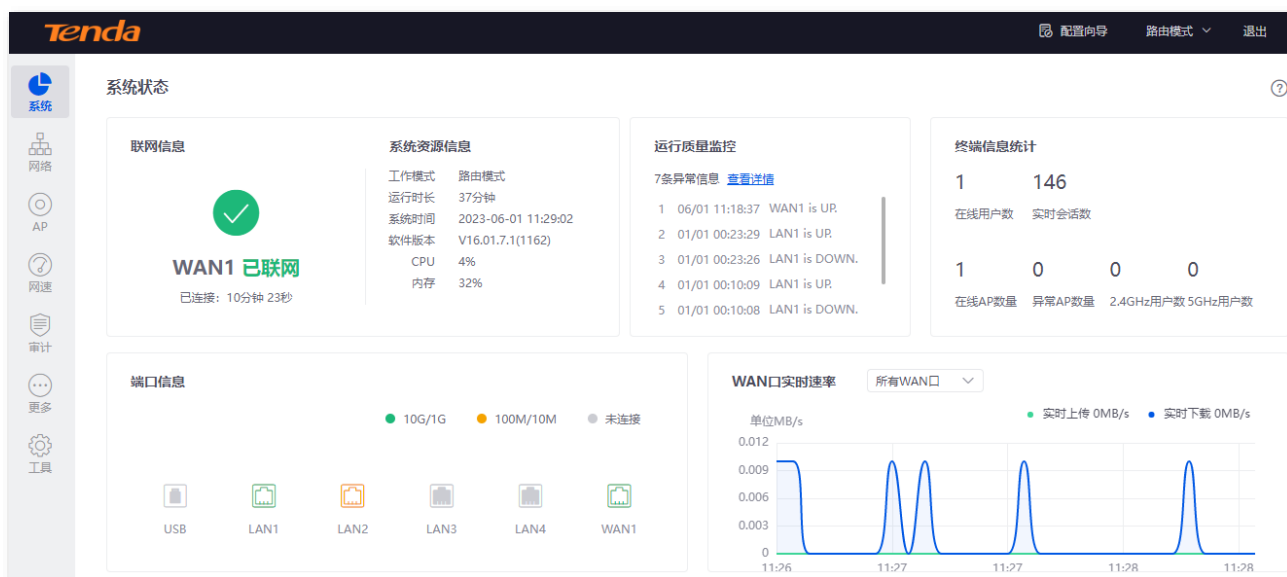 Tenda
配置向导 路由模式 退出
系统
网络
AP
网速
审计
更多
工具
系统状态
联网信息
WAN1 已联网
已连接：10分钟 23秒
系统资源信息
工作模式 路由模式
运行时长 37分钟
系统时间 2023-06-01 11:29:02
软件版本 V16.01.7.1(1162)
CPU 4%
内存 32%
运行质量监控
7条异常信息 查看详情
1 06/01 11:18:37 WAN1 is UP.
2 01/01 00:23:29 LAN1 is UP.
3 01/01 00:23:26 LAN1 is DOWN.
4 01/01 00:10:09 LAN1 is UP.
5 01/01 00:10:08 LAN1 is DOWN.
终端信息统计
1 146
在线用户数 实时会话数
1 0 0 0
在线AP数量 异常AP数量 2.4GHz用户数 5GHz用户数
端口信息
10G/1G 100M/10M 未连接
USB LAN1 LAN2 LAN3 LAN4 WAN1
WAN口实时速率 所有WAN口
实时上传 0MB/s 实时下载 0MB/s
单位MB/s
0.012
0.009
0.006
0.003
0
11:26 11:27 11:27 11:28 11:28